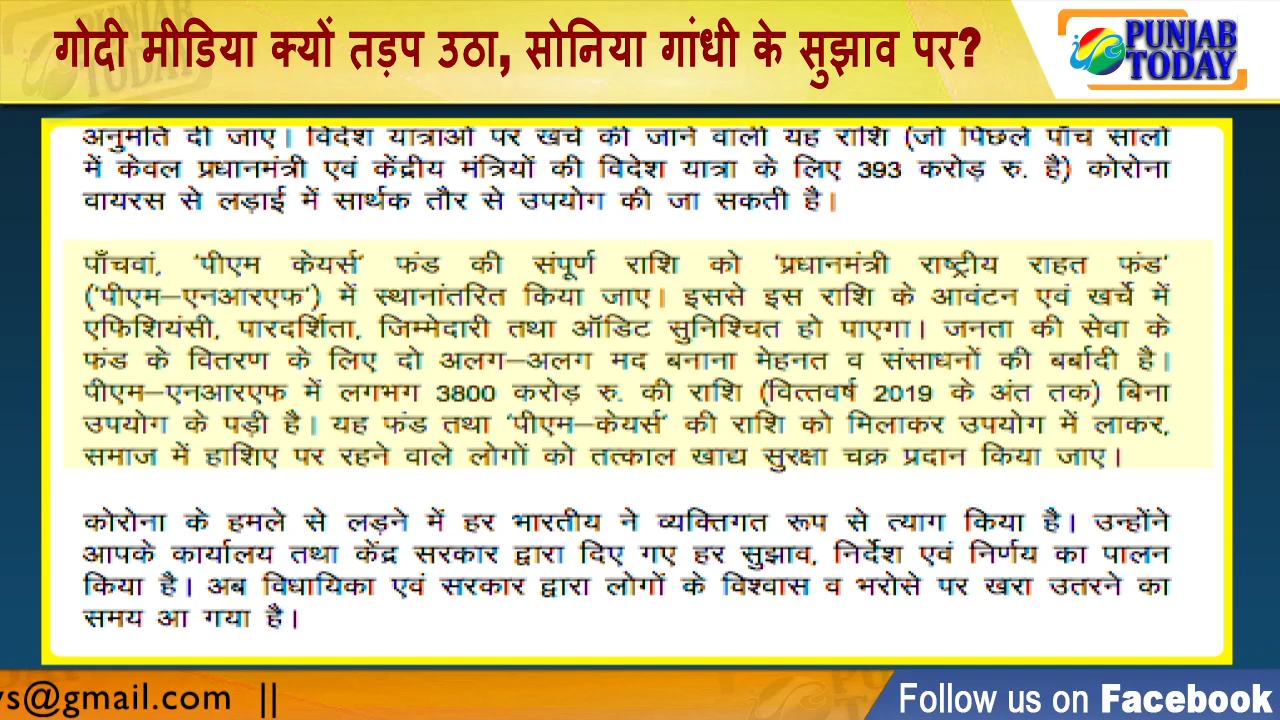 गोदी मीडिया क्यों तड़प उठा, सोनिया गांधी के सुझाव पर?
PUNJAB
TODAY
अनुमति दी जाए। विदेश यात्राओं पर खर्च की जाने वाली यह राशि (जो पिछले पाँच सालों
में केवल प्रधानमंत्री एवं केंद्रीय मंत्रियों की विदेश यात्रा के लिए 393 करोड़ रु. है) कोरोना
वायरस से लड़ाई में सार्थक तौर से उपयोग की जा सकती है।
पाँचवां, 'पीएम केयर्स' फंड की संपूर्ण राशि को 'प्रधानमंत्री राष्ट्रीय राहत फंड'
('पीएम–एनआरएफ') में स्थानांतरित किया जाए। इससे इस राशि के आवंटन एवं खर्चे में
एफिशियंसी, पारदर्शिता, जिम्मेदारी तथा ऑडिट सुनिश्चित हो पाएगा। जनता की सेवा के
फंड के वितरण के लिए दो अलग–अलग मद बनाना मेहनत व संसाधनों की बर्बादी है।
पीएम–एनआरएफ में लगभग 3800 करोड़ रु. की राशि (वित्तवर्ष 2019 के अंत तक) बिना
उपयोग के पड़ी है। यह फंड तथा 'पीएम–केयर्स' की राशि को मिलाकर उपयोग में लाकर,
समाज में हाशिए पर रहने वाले लोगों को तत्काल खाद्य सुरक्षा चक्र प्रदान किया जाए।
कोरोना के हमले से लड़ने में हर भारतीय ने व्यक्तिगत रूप से त्याग किया है। उन्होंने
आपके कार्यालय तथा केंद्र सरकार द्वारा दिए गए हर सुझाव, निर्देश एवं निर्णय का पालन
किया है। अब विधायिका एवं सरकार द्वारा लोगों के विश्वास व भरोसे पर खरा उतरने का
समय आ गया है।
s@gmail.com ||
Follow us on Facebook